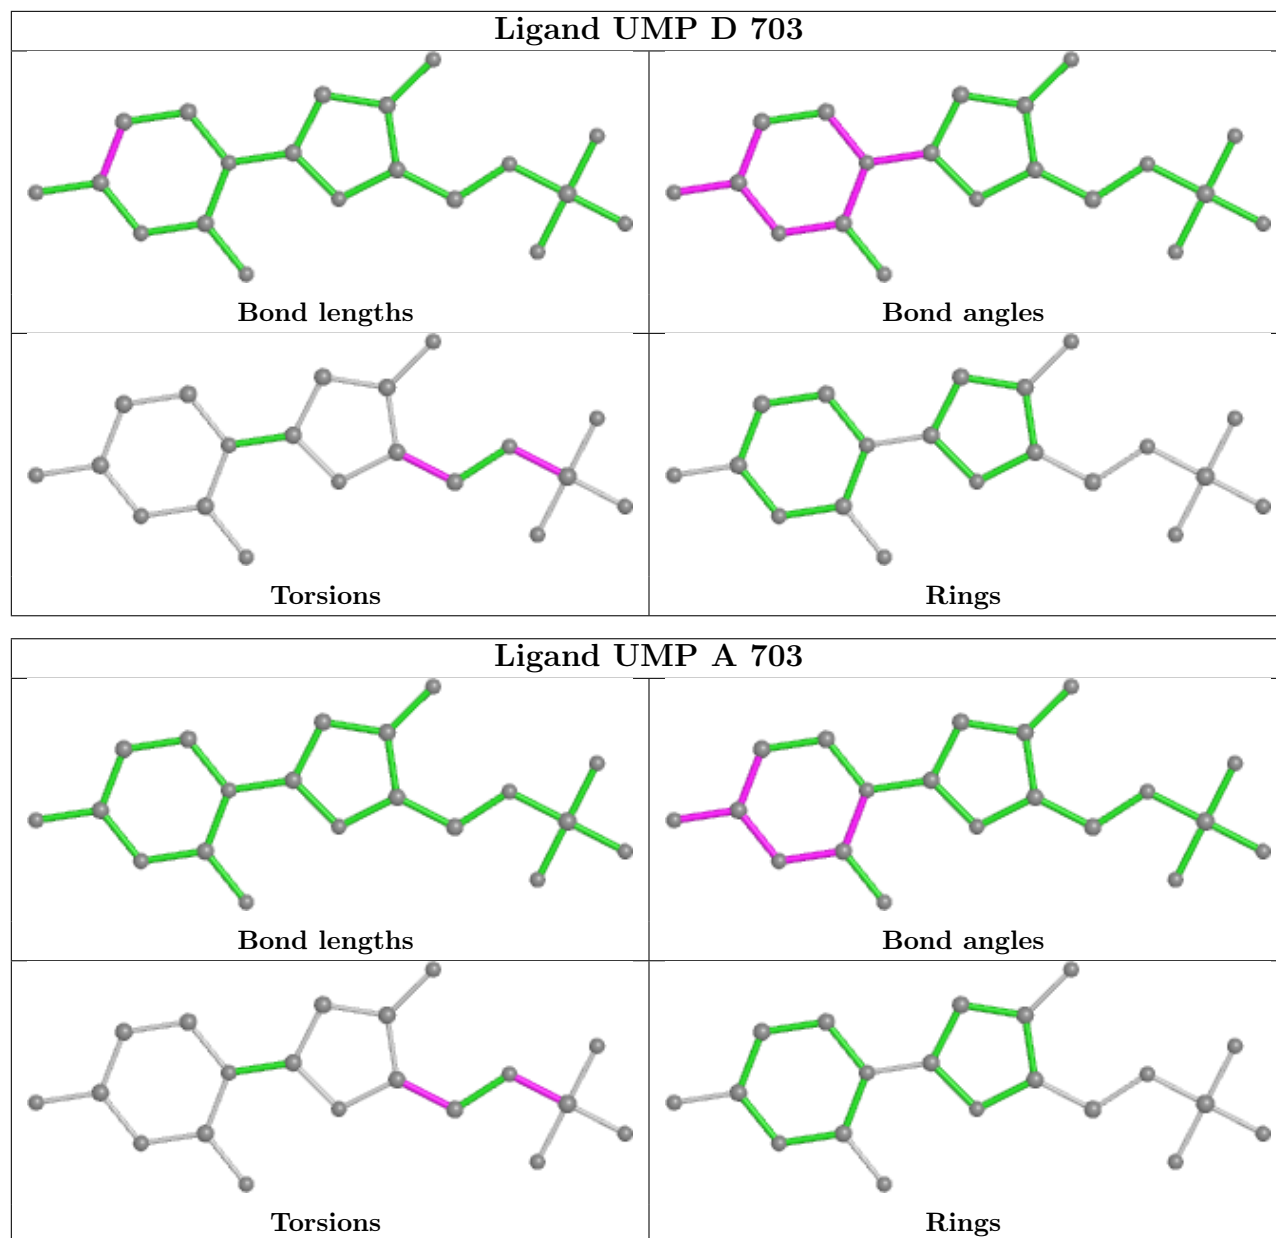 Ligand UMP D 703
Bond lengths
Bond angles
Torsions
Rings
Ligand UMP A 703
Bond lengths
Bond angles
Torsions
Rings